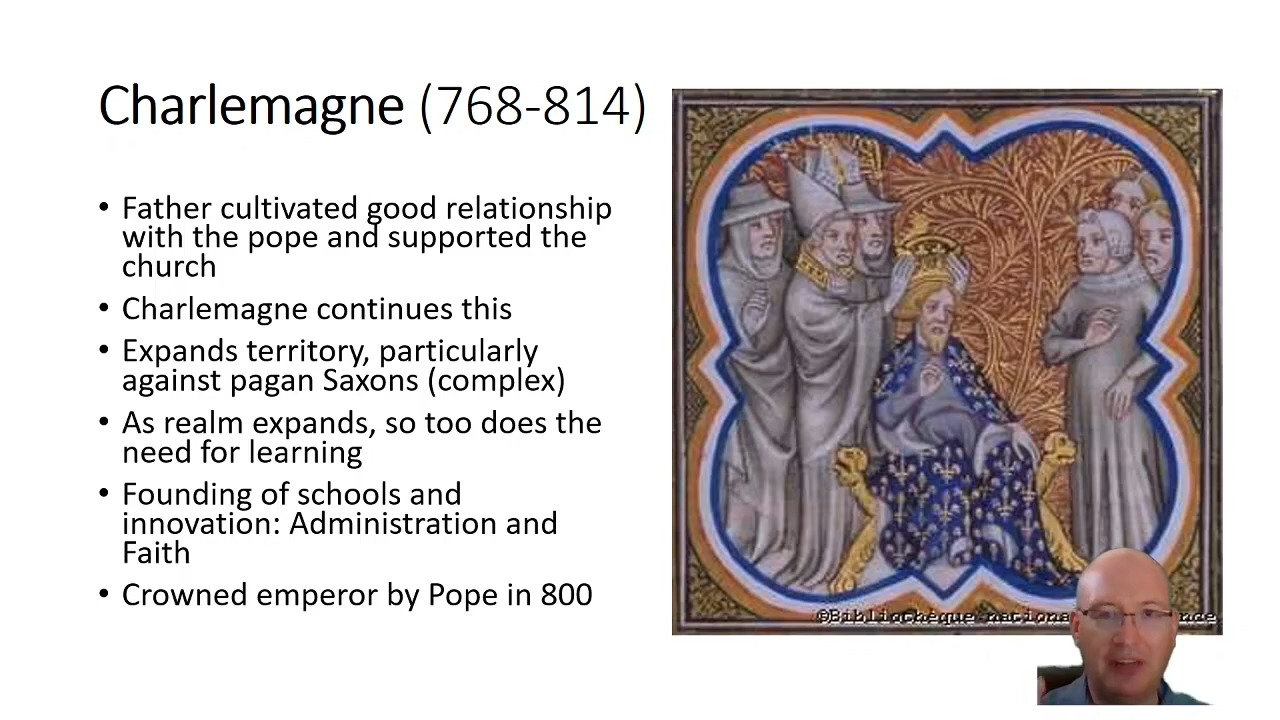 Charlemagne (768-814)
• Father cultivated good relationship
with the pope and supported the
church
• Charlemagne continues this
• Expands territory, particularly
against pagan Saxons (complex)
• As realm expands, so too does the
need for learning
• Founding of schools and
innovation: Administration and
Faith
• Crowned emperor by Pope in 800
©Bibliothèque nationa